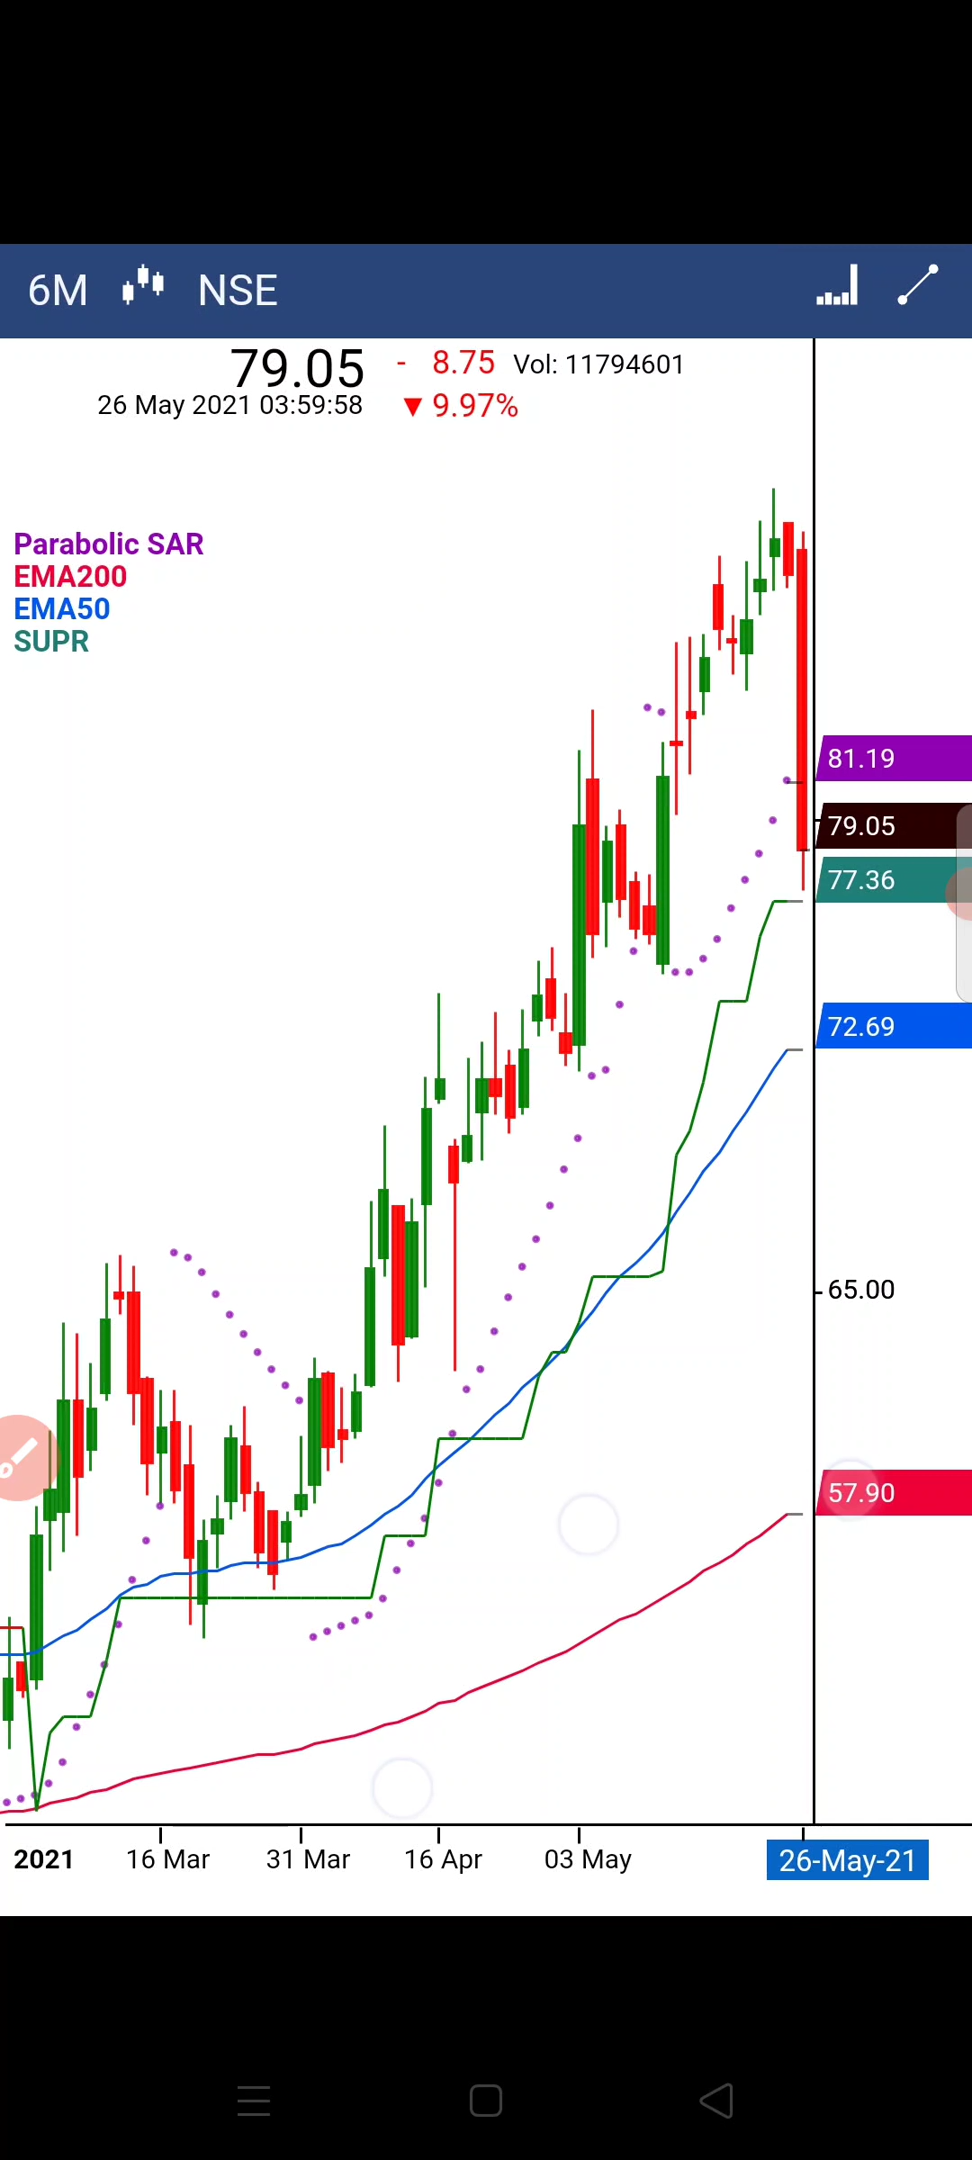 6M NSE
79.05 - 8.75 Vol: 11794601
26 May 2021 03:59:58 ▼ 9.97%
Parabolic SAR
EMA200
EMA50
SUPR
81.19
79.05
77.36
72.69
65.00
57.90
2021 16 Mar 31 Mar 16 Apr 03 May 26-May-21